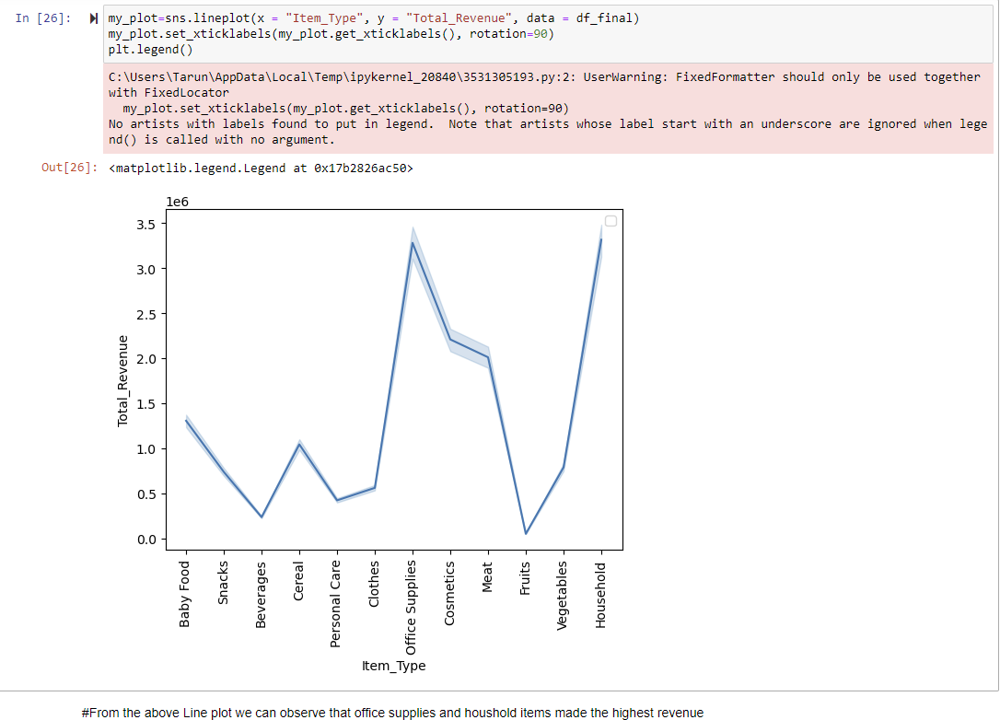 In [26]:
my_plot=sns.lineplot(x = "Item_Type", y = "Total_Revenue", data = df_final)
my_plot.set_xticklabels(my_plot.get_xticklabels(), rotation=90)
plt.legend()
C:\Users\Tarun\AppData\Local\Temp\ipykernel_20840\3531305193.py:2: UserWarning: FixedFormatter should only be used together
with FixedLocator
  my_plot.set_xticklabels(my_plot.get_xticklabels(), rotation=90)
No artists with labels found to put in legend.  Note that artists whose label start with an underscore are ignored when lege
nd() is called with no argument.
Out[26]: <matplotlib.legend.Legend at 0x17b2826ac50>
1e6
3.5
3.0
2.5
2.0
1.5
1.0
0.5
0.0
Total_Revenue
Baby Food
Snacks
Beverages
Cereal
Personal Care
Clothes
Office Supplies
Cosmetics
Meat
Fruits
Vegetables
Household
Item_Type
#From the above Line plot we can observe that office supplies and houshold items made the highest revenue